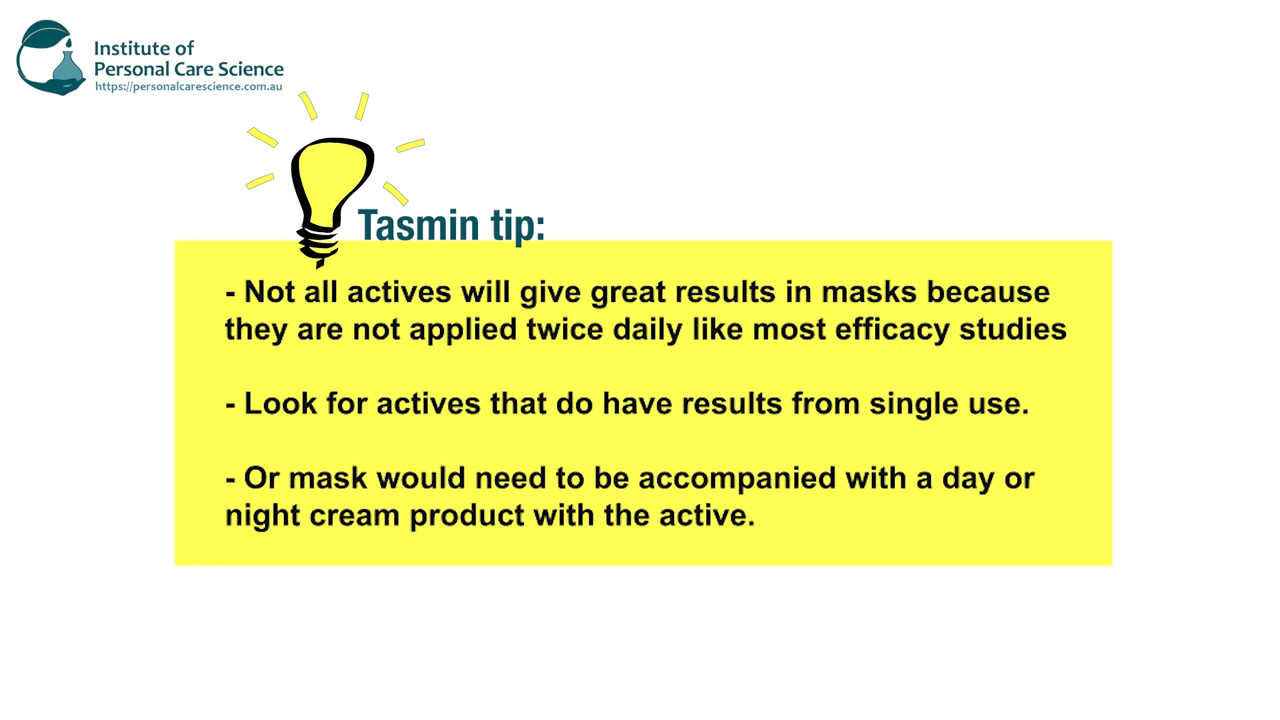 Institute of
Personal Care Science
https://personalcarescience.com.au
Tasmin tip:
- Not all actives will give great results in masks because
they are not applied twice daily like most efficacy studies
- Look for actives that do have results from single use.
- Or mask would need to be accompanied with a day or
night cream product with the active.